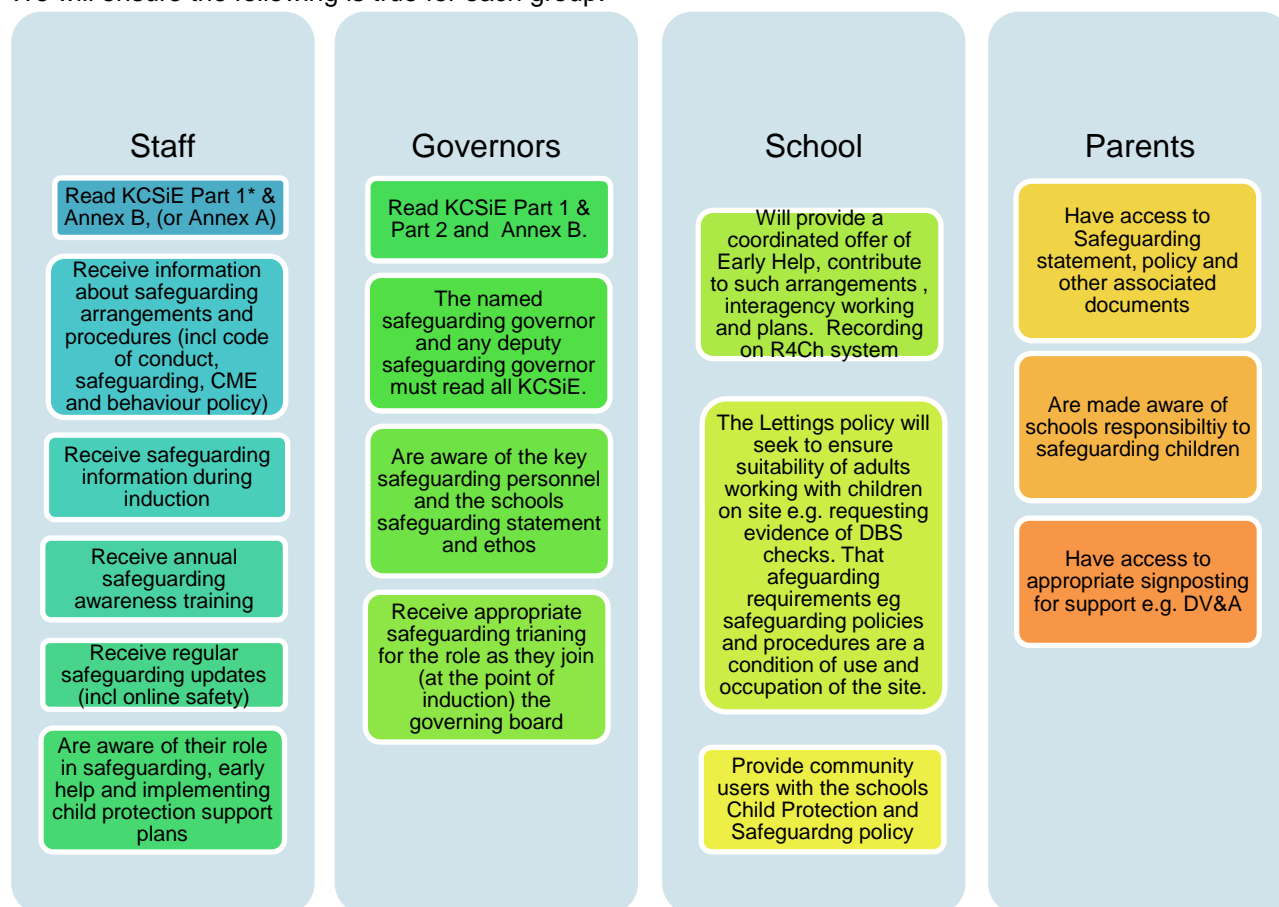 We will ensure the following is true for each group:
Staff
Read KCSiE Part 1* &
Annex B, (or Annex A)
Receive information
about safeguarding
arrangements and
procedures (incl code
of conduct,
safeguarding, CME
and behaviour policy)
Receive safeguarding
information during
induction
Receive annual
safeguarding
awareness training
Receive regular
safeguarding updates
(incl online safety)
Are aware of their role
in safeguarding, early
help and implementing
child protection support
plans
Governors
Read KCSiE Part 1 &
Part 2 and Annex B.
The named
safeguarding governor
and any deputy
safeguarding governor
must read all KCSiE.
Are aware of the key
safeguarding personnel
and the schools
safeguarding statement
and ethos
Receive appropriate
safeguarding trianing
for the role as they join
(at the point of
induction) the
governing board
School
Will provide a
coordinated offer of
Early Help, contribute
to such arrangements ,
interagency working
and plans. Recording
on R4Ch system
The Lettings policy will
seek to ensure
suitability of adults
working with children
on site e.g. requesting
evidence of DBS
checks. That
afeguarding
requirements eg
safeguarding policies
and procedures are a
condition of use and
occupation of the site.
Provide community
users with the schools
Child Protection and
Safeguardng policy
Parents
Have access to
Safeguarding
statement, policy and
other associated
documents
Are made aware of
schools responsibiltiy to
safeguarding children
Have access to
appropriate signposting
for support e.g. DV&A